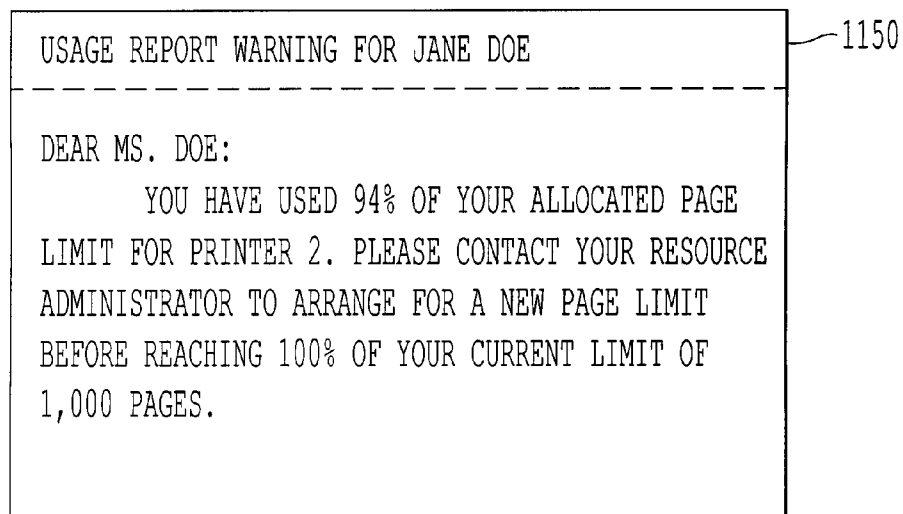 USAGE REPORT WARNING FOR JANE DOE
1150
DEAR MS. DOE:
YOU HAVE USED 94% OF YOUR ALLOCATED PAGE
LIMIT FOR PRINTER 2. PLEASE CONTACT YOUR RESOURCE
ADMINISTRATOR TO ARRANGE FOR A NEW PAGE LIMIT
BEFORE REACHING 100% OF YOUR CURRENT LIMIT OF
1,000 PAGES.